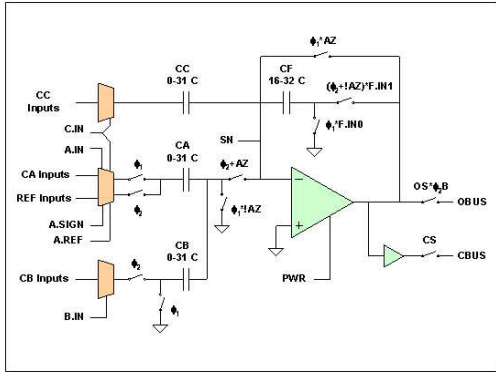 ϕ1*AZ
CC
0-31 C
CF
16-32 C
(ϕ2+!AZ)*F.IN1
CC
Inputs
C.IN
A.IN
CA
0-31 C
SN
ϕ1*F.IN0
CA Inputs
ϕ1
ϕ2+AZ
REF Inputs
ϕ2
ϕ1*!AZ
OS*ϕ2B
OBUS
A.SIGN
A.REF
CB
0-31 C
CS
CBUS
CB Inputs
ϕ2
PWR
ϕ1
B.IN